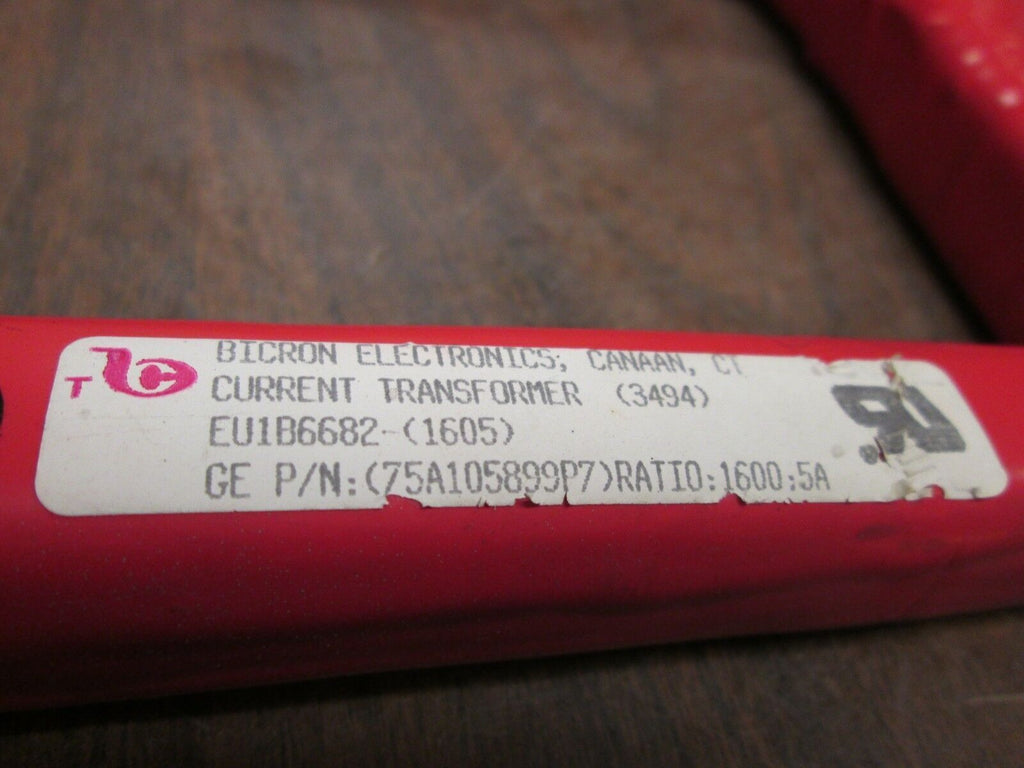 BICRON ELECTRONICS, CANAAN, CT
T
CURRENT TRANSFORMER (3494)
EU1B6682-(1605)
GE P/N:(75A105899P7)RATIO:1600:5A